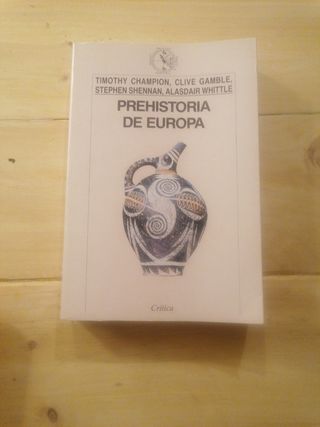 TIMOTHY CHAMPION, CLIVE GAMBLE,
STEPHEN SHENNAN, ALASDAIR WHITTLE
PREHISTORIA
DE EUROPA
Crítica